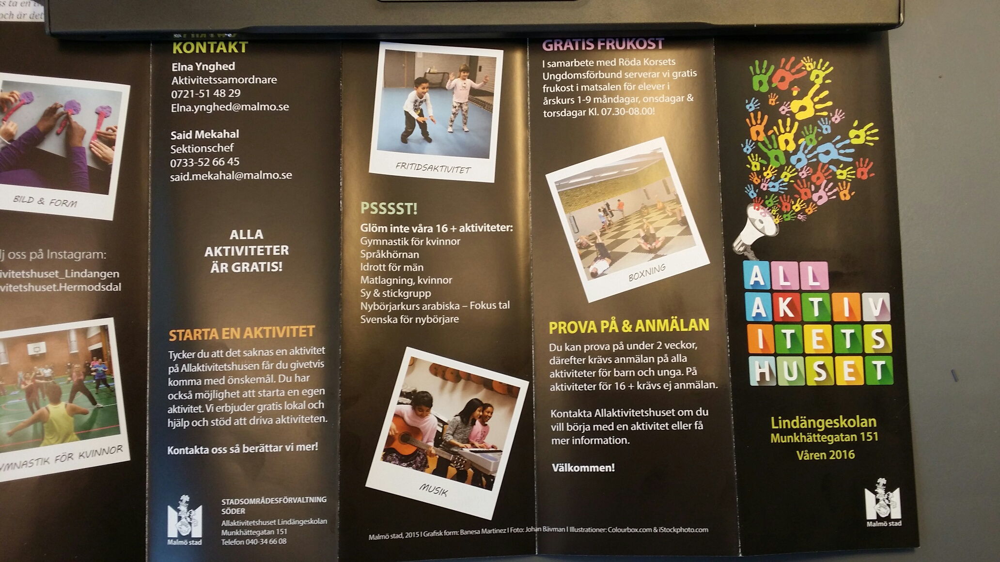 ss ta en
och är det
BILD & FORM
lj oss på Instagram:
ivitetshuset_Lindangen
vitetshuset.Hermodsdal
YMNASTIK FÖR KVINNOR
KONTAKT
Elna Ynghed
Aktivitetssamordnare
0721-51 48 29
Elna.ynghed@malmo.se
Said Mekahal
Sektionschef
0733-52 66 45
said.mekahal@malmo.se
ALLA
AKTIVITETER
ÄR GRATIS!
STARTA EN AKTIVITET
Tycker du att det saknas en aktivitet
på Allaktivitetshusen får du givetvis
komma med önskemål. Du har
också möjlighet att starta en egen
aktivitet. Vi erbjuder gratis lokal och
hjälp och stöd att driva aktiviteten.
Kontakta oss så berättar vi mer!
Malmö stad
STADSOMRÅDESFÖRVALTNING
SÖDER
Allaktivitetshuset Lindängeskolan
Munkhättegatan 151
Telefon 040-34 66 08
FRITIDSAKTIVITET
PSSSST!
Glöm inte våra 16 + aktiviteter:
Gymnastik för kvinnor
Språkhörnan
Idrott för män
Matlagning, kvinnor
Sy & stickgrupp
Nybörjarkurs arabiska – Fokus tal
Svenska för nybörjare
MUSIK
Malmö stad, 2015 I Grafisk form: Banesa Martinez I Foto: Johan Bävman I Illustrationer: Colourbox.com & iStockphoto.com
GRATIS FRUKOST
I samarbete med Röda Korsets
Ungdomsförbund serverar vi gratis
frukost i matsalen för elever i
årskurs 1-9 måndagar, onsdagar &
torsdagar Kl. 07.30-08.00!
BOXNING
PROVA PÅ & ANMÄLAN
Du kan prova på under 2 veckor,
därefter krävs anmälan på alla
aktiviteter för barn och unga. På
aktiviteter för 16 + krävs ej anmälan.
Kontakta Allaktivitetshuset om du
vill börja med en aktivitet eller få
mer information.
Välkommen!
ALL
AKTIV
ITETS
HUSET
Lindängeskolan
Munkhättegatan 151
Våren 2016
Malmö stad